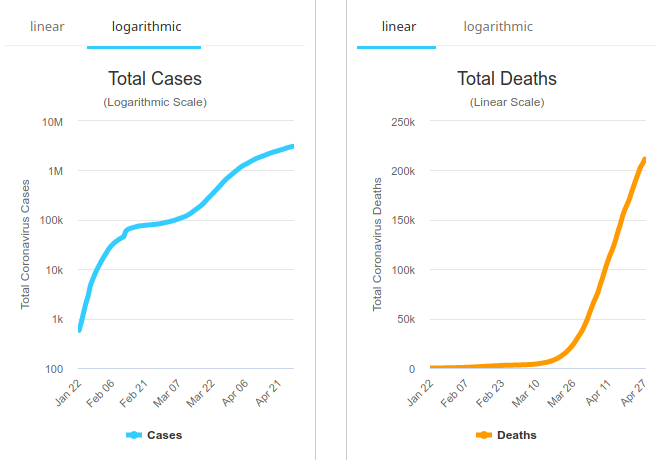 linear
logarithmic
Total Cases
(Logarithmic Scale)
Total Coronavirus Cases
10M
1M
100k
10k
1k
100
Jan 22
Feb 06
Feb 21
Mar 07
Mar 22
Apr 06
Apr 21
Cases
linear
logarithmic
Total Deaths
(Linear Scale)
Total Coronavirus Deaths
250k
200k
150k
100k
50k
0
Jan 22
Feb 07
Feb 23
Mar 10
Mar 26
Apr 11
Apr 27
Deaths